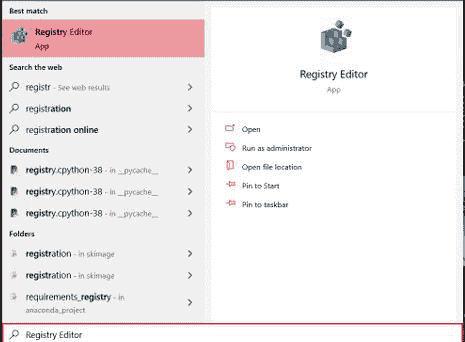 Best match
Registry Editor
App
Search the web
registr - See web results
registration
registration online
Documents
registry.cpython-38 - in __pycache__
registry.cpython-38 - in __pycache__
registry.cpython-38 - in __pycache__
Folders
registration - in skimage
registration - in skimage
requirements_registry - in
anaconda_project
Registry Editor
Registry Editor
App
Open
Run as administrator
Open file location
Pin to Start
Pin to taskbar